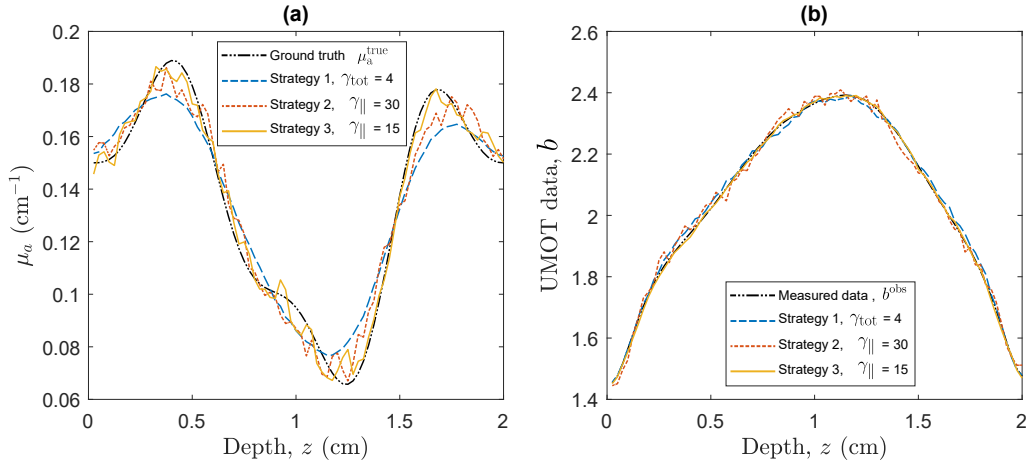 (a)
0.2
0.18
0.16
0.14
0.12
0.1
0.08
0.06
μₐ (cm⁻¹)
Ground truth μₐᵗʳᵘᵉ
Strategy 1, γtot = 4
Strategy 2, γ∥ = 30
Strategy 3, γ∥ = 15
0 0.5 1 1.5 2
Depth, z (cm)
(b)
2.6
2.4
2.2
2
1.8
1.6
1.4
UMOT data, b
Measured data , bᵒᵇˢ
Strategy 1, γtot = 4
Strategy 2, γ∥ = 30
Strategy 3, γ∥ = 15
0 0.5 1 1.5 2
Depth, z (cm)